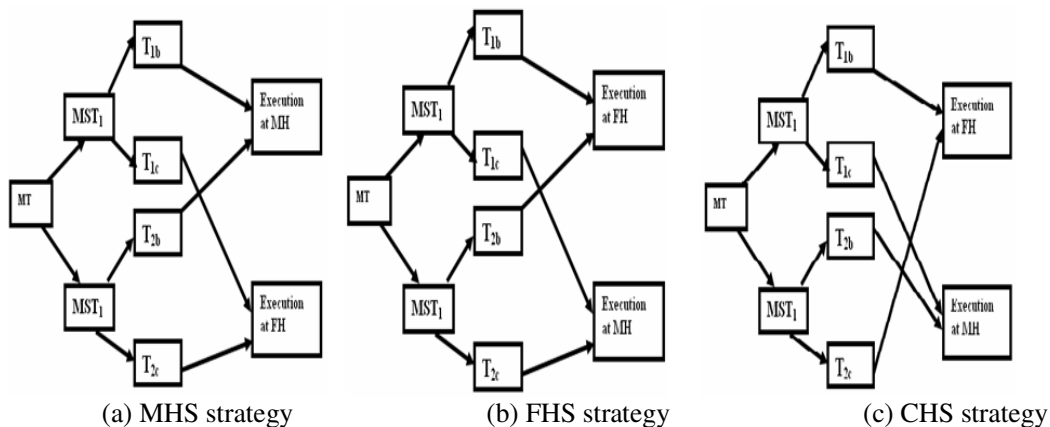 T1b
Execution
at MH
MST1
T1c
MT
T2b
MST1
Execution
at FH
T2c
(a) MHS strategy
T1b
Execution
at FH
MST1
T1c
MT
T2b
MST1
Execution
at MH
T2c
(b) FHS strategy
T1b
Execution
at FH
MST1
T1c
MT
T2b
MST1
Execution
at MH
T2c
(c) CHS strategy